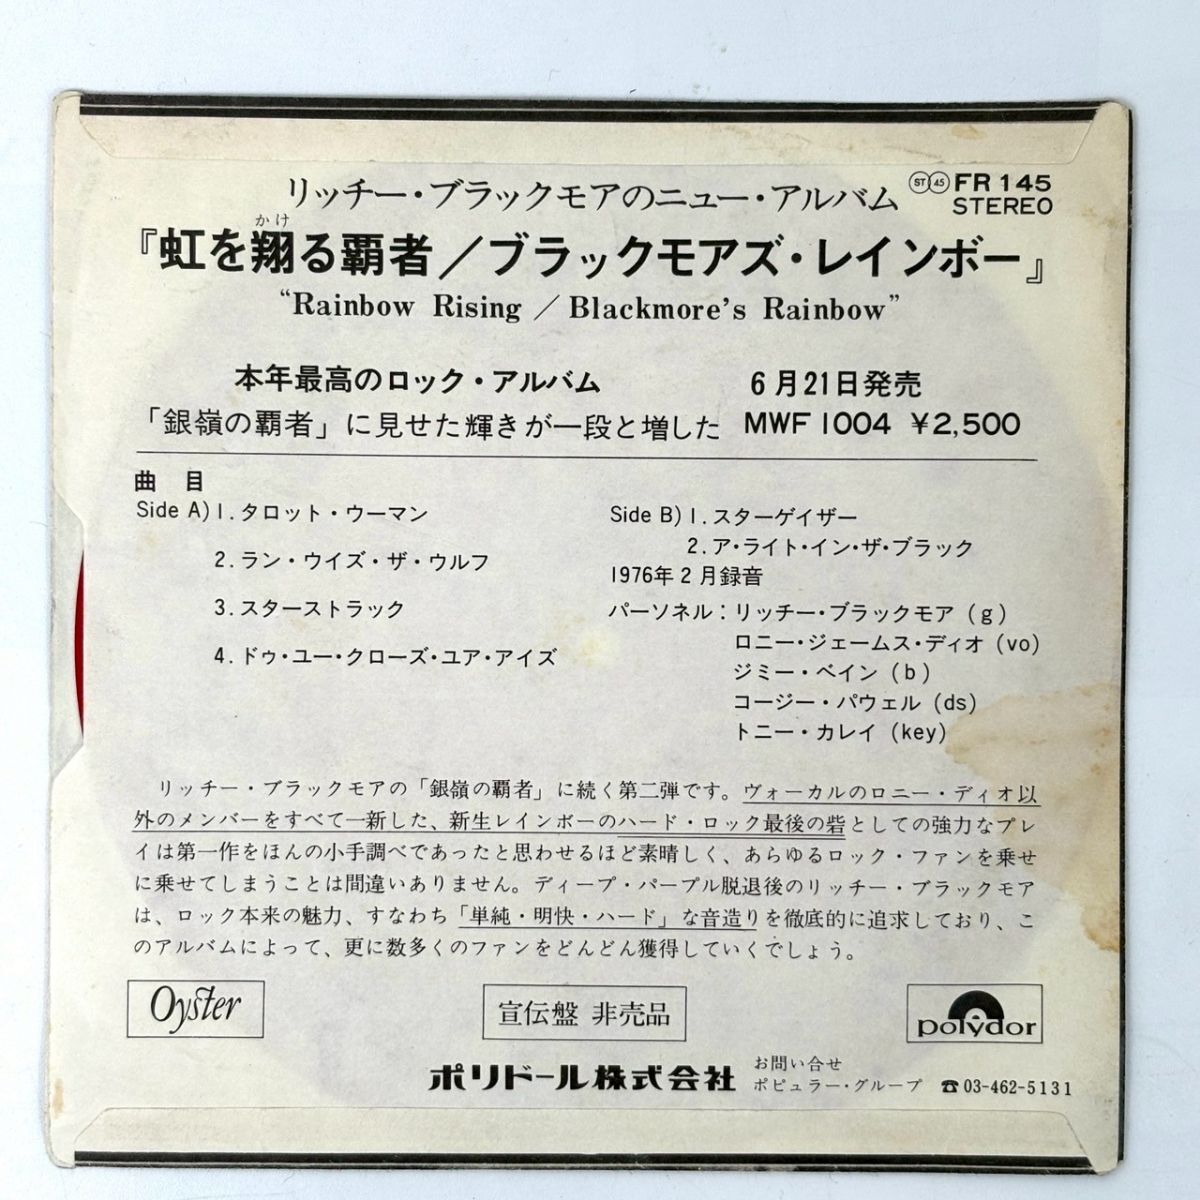 リッチー・ブラックモアのニュー・アルバム
ST 45 FR 145
STEREO
かけ
『虹を翔る覇者／ブラックモアズ・レインボー』
“Rainbow Rising ／ Blackmore's Rainbow”
本年最高のロック・アルバム 6月21日発売
「銀嶺の覇者」に見せた輝きが一段と増した MWF 1004 ¥2,500
曲 目
Side A) 1. タロット・ウーマン
2. ラン・ウイズ・ザ・ウルフ
3. スターストラック
4. ドゥ・ユー・クローズ・ユア・アイズ
Side B) 1. スターゲイザー
2. ア・ライト・イン・ザ・ブラック
1976年2月録音
パーソネル：リッチー・ブラックモア (g)
ロニー・ジェームス・ディオ (vo)
ジミー・ベイン (b)
コージー・パウェル (ds)
トニー・カレイ (key)
リッチー・ブラックモアの「銀嶺の覇者」に続く第二弾です。ヴォーカルのロニー・ディオ以
外のメンバーをすべて一新した、新生レインボーのハード・ロック最後の砦としての強力なプレ
イは第一作をほんの小手調べであったと思わせるほど素晴しく、あらゆるロック・ファンを乗せ
に乗せてしまうことは間違いありません。ディープ・パープル脱退後のリッチー・ブラックモア
は、ロック本来の魅力、すなわち「単純・明快・ハード」な音造りを徹底的に追求しており、こ
のアルバムによって、更に数多くのファンをどんどん獲得していくでしょう。
Oyster
宣伝盤 非売品
polydor
ポリドール株式会社
お問い合せ
ポピュラー・グループ ☎03-462-5131